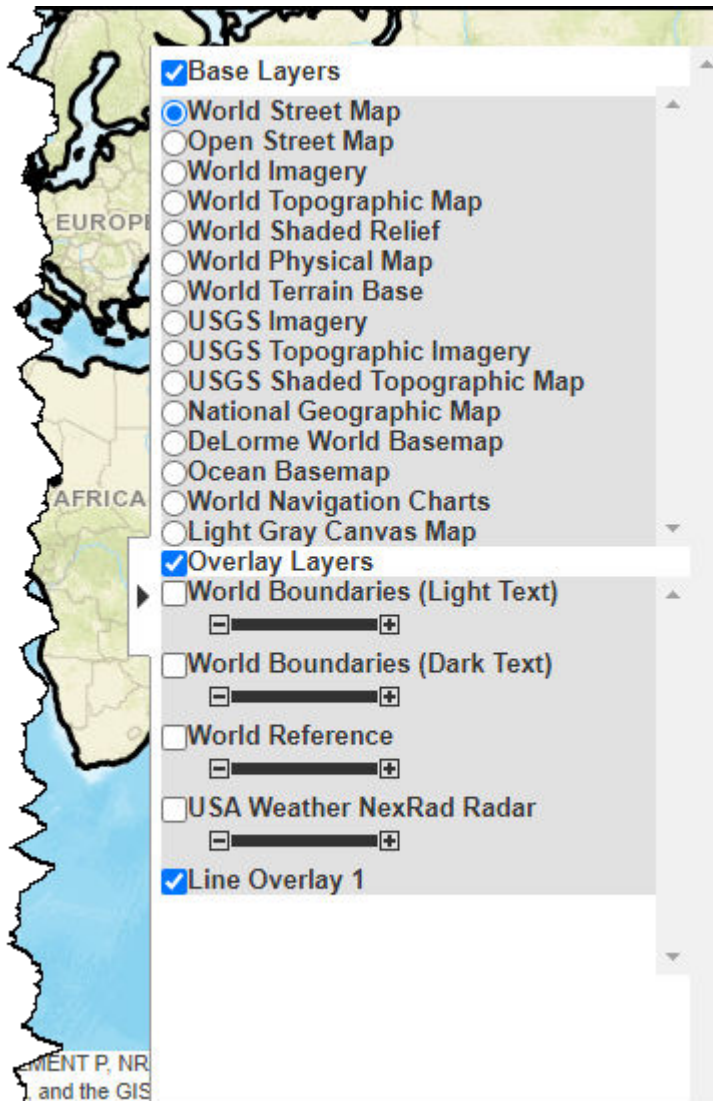 Base Layers
World Street Map
Open Street Map
World Imagery
World Topographic Map
World Shaded Relief
World Physical Map
World Terrain Base
USGS Imagery
USGS Topographic Imagery
USGS Shaded Topographic Map
National Geographic Map
DeLorme World Basemap
Ocean Basemap
World Navigation Charts
Light Gray Canvas Map
Overlay Layers
World Boundaries (Light Text)
World Boundaries (Dark Text)
World Reference
USA Weather NexRad Radar
Line Overlay 1
EUROPE
AFRICA
MENT P, NR
, and the GIS